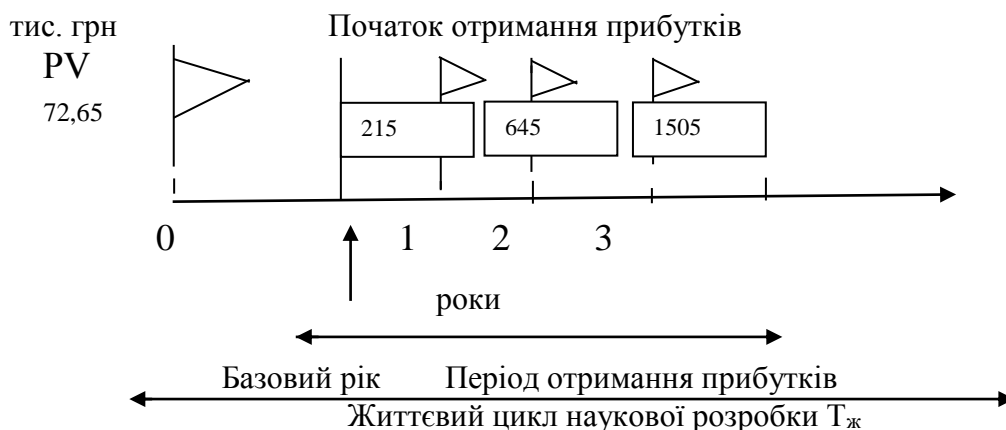 тис. грн Початок отримання прибутків
PV
72,65
215 645 1505
0 1 2 3
роки
Базовий рік Період отримання прибутків
Життєвий цикл наукової розробки Тж